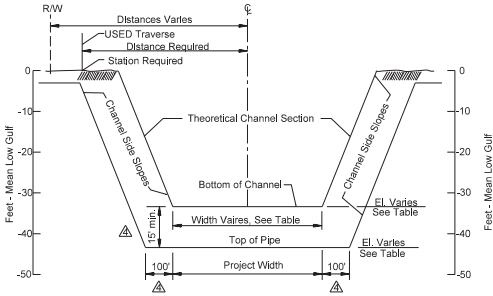 R/W
℄
Distances Varies
USED Traverse
Distance Required
Station Required
0
0
Channel Side Slopes
Channel Side Slopes
-10
-10
Theoretical Channel Section
-20
-20
Feet - Mean Low Gulf
Feet - Mean Low Gulf
Bottom of Channel
-30
-30
El. Varies
See Table
15' min.
Width Vaires, See Table
4
Top of Pipe
-40
-40
El. Varies
See Table
100'
Project Width
100'
-50
-50
4
4